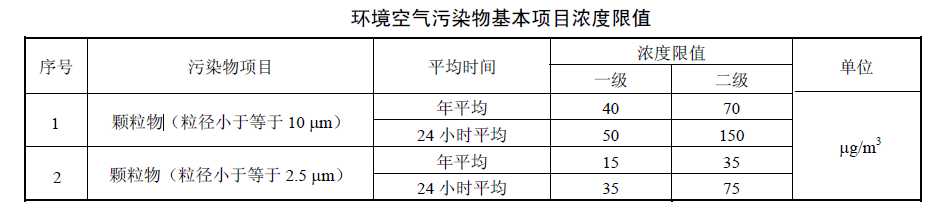 环境空气污染物基本项目浓度限值
序号 污染物项目 平均时间 浓度限值 单位
一级 二级
1 颗粒物（粒径小于等于 10 μm） 年平均 40 70 μg/m³
24 小时平均 50 150
2 颗粒物（粒径小于等于 2.5 μm） 年平均 15 35
24 小时平均 35 75